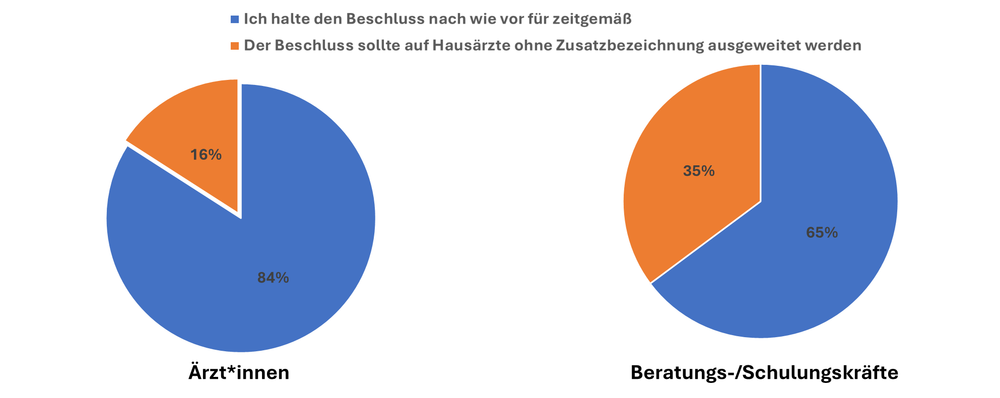 Ich halte den Beschluss nach wie vor für zeitgemäß
Der Beschluss sollte auf Hausärzte ohne Zusatzbezeichnung ausgeweitet werden
16%
84%
35%
65%
Ärzt*innen
Beratungs-/Schulungskräfte